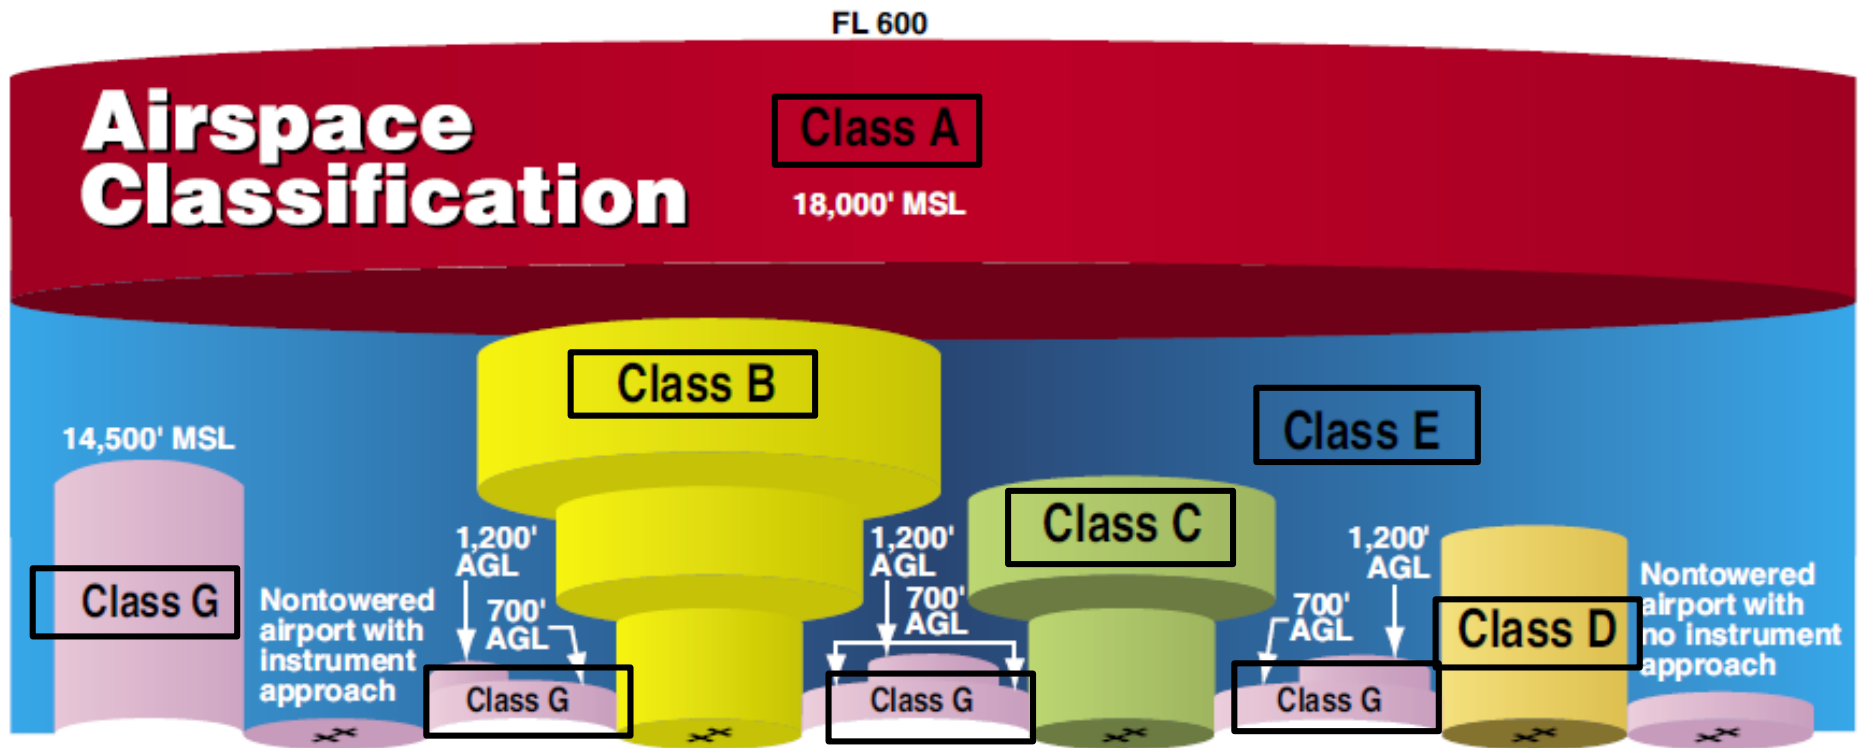 FL 600
Airspace
Classification
Class A
18,000' MSL
Class B
Class E
14,500' MSL
Class C
1,200'
AGL
1,200'
AGL
1,200'
AGL
Class G
Nontowered
airport with
instrument
approach
700'
AGL
700'
AGL
700'
AGL
Class D
Nontowered
airport with
no instrument
approach
Class G
Class G
Class G